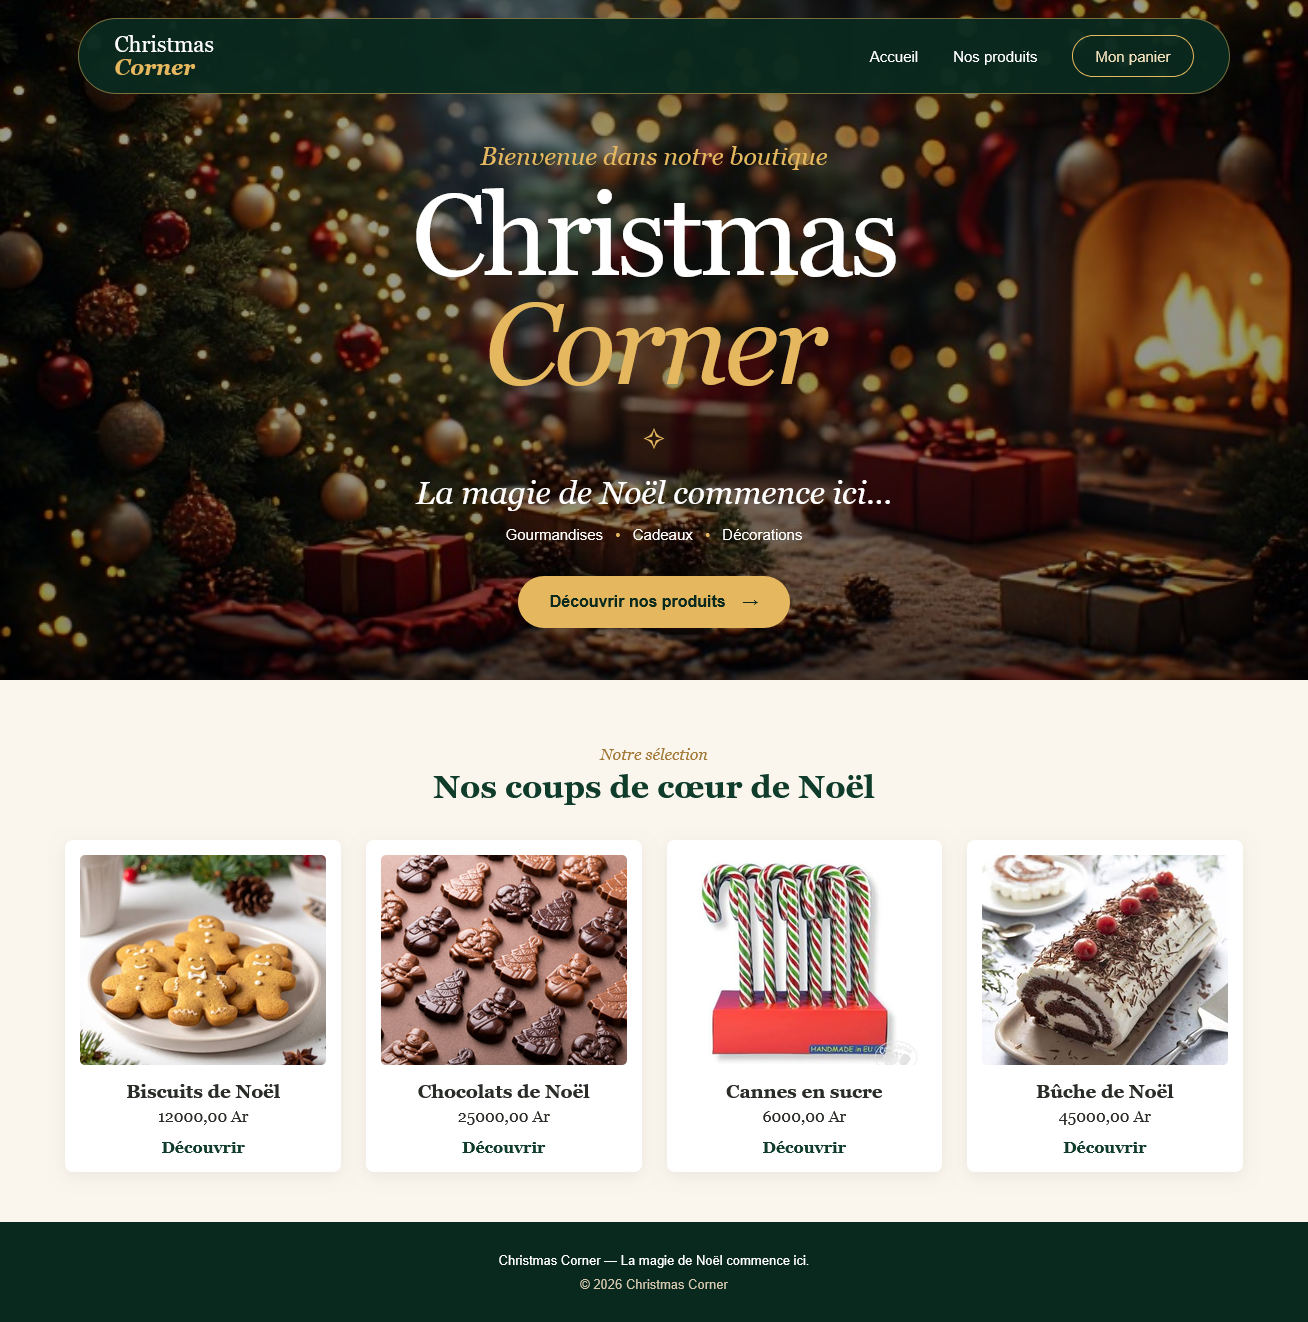 Christmas
Corner
Accueil
Nos produits
Mon panier
Bienvenue dans notre boutique
Christmas
Corner
La magie de Noël commence ici...
Gourmandises • Cadeaux • Décorations
Découvrir nos produits →
Notre sélection
Nos coups de cœur de Noël
HANDMADE in EU
Biscuits de Noël
12000,00 Ar
Découvrir
Chocolats de Noël
25000,00 Ar
Découvrir
Cannes en sucre
6000,00 Ar
Découvrir
Bûche de Noël
45000,00 Ar
Découvrir
Christmas Corner — La magie de Noël commence ici.
© 2026 Christmas Corner